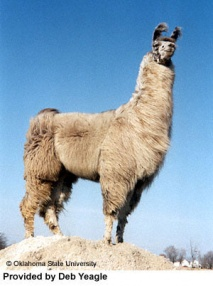 © Oklahoma State University
Provided by Deb Yeagle